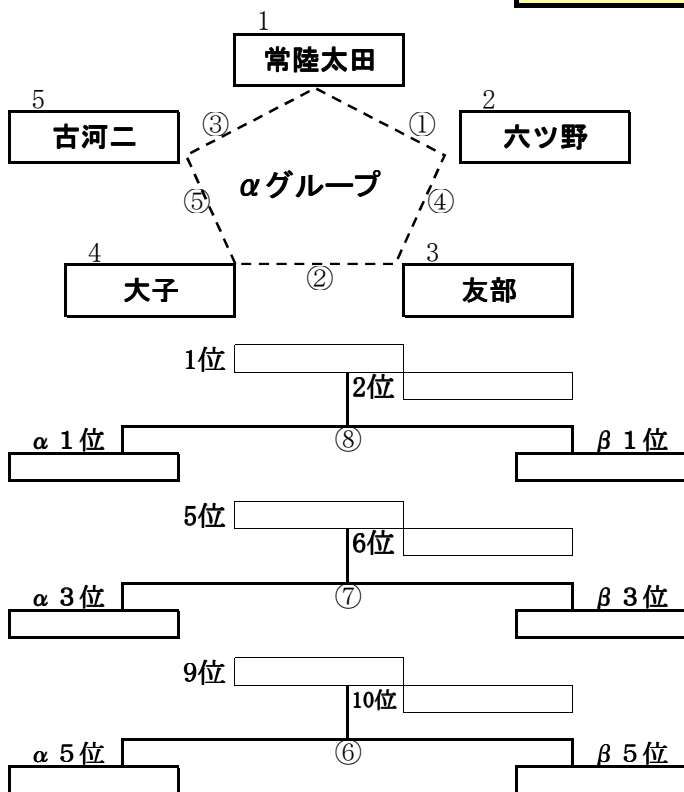 1
常陸太田
5
2
古河二
③
①
六ツ野
αグループ
⑤
④
4
3
大子
②
友部
1位
2位
α 1位
⑧
β 1位
5位
6位
α 3位
⑦
β 3位
9位
10位
α 5位
⑥
β 5位